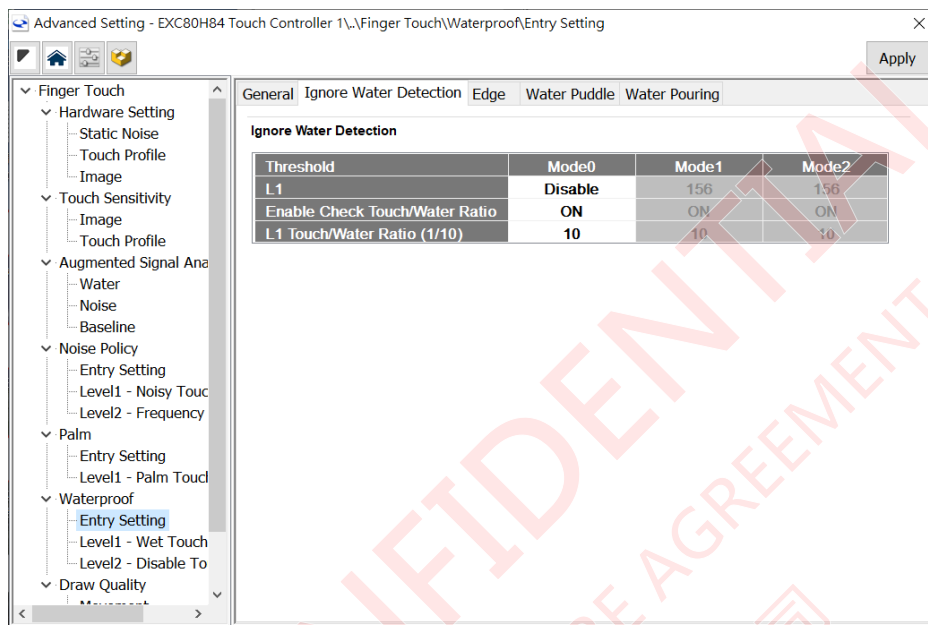 Advanced Setting - EXC80H84 Touch Controller 1\..\Finger Touch\Waterproof\Entry Setting
Apply
Finger Touch
Hardware Setting
Static Noise
Touch Profile
Image
Touch Sensitivity
Image
Touch Profile
Augmented Signal Ana
Water
Noise
Baseline
Noise Policy
Entry Setting
Level1 - Noisy Touc
Level2 - Frequency
Palm
Entry Setting
Level1 - Palm Touch
Waterproof
Entry Setting
Level1 - Wet Touch
Level2 - Disable To
Draw Quality
General Ignore Water Detection Edge Water Puddle Water Pouring
Ignore Water Detection
Threshold Mode0 Mode1 Mode2
L1 Disable 156 156
Enable Check Touch/Water Ratio ON ON ON
L1 Touch/Water Ratio (1/10) 10 10 10